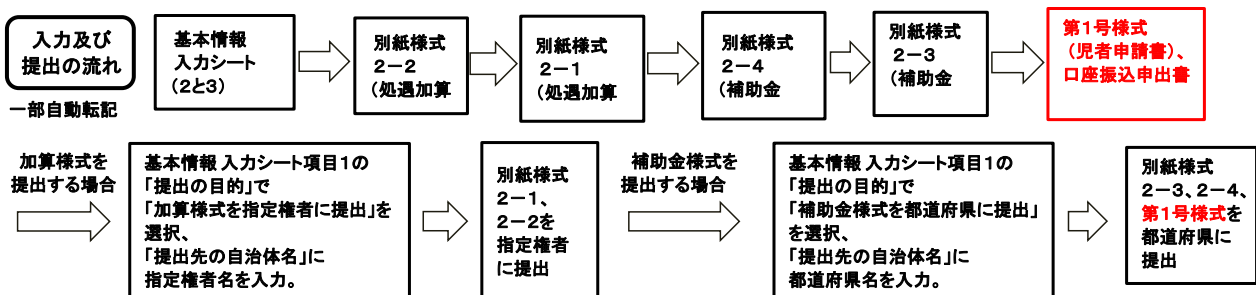 入力及び
提出の流れ
一部自動転記
基本情報
入力シート
(2と3)
別紙様式
2-2
(処遇加算
別紙様式
2-1
(処遇加算
別紙様式
2-4
(補助金
別紙様式
2-3
(補助金
第1号様式
(児者申請書)、
口座振込申出書
加算様式を
提出する場合
基本情報 入力シート項目1の
「提出の目的」で
「加算様式を指定権者に提出」を
選択、
「提出先の自治体名」に
指定権者名を入力。
別紙様式
2-1、
2-2を
指定権者
に提出
補助金様式を
提出する場合
基本情報 入力シート項目1の
「提出の目的」で
「補助金様式を都道府県に提出」
を選択、
「提出先の自治体名」に
都道府県名を入力。
別紙様式
2-3、2-4、
第1号様式を
都道府県に
提出